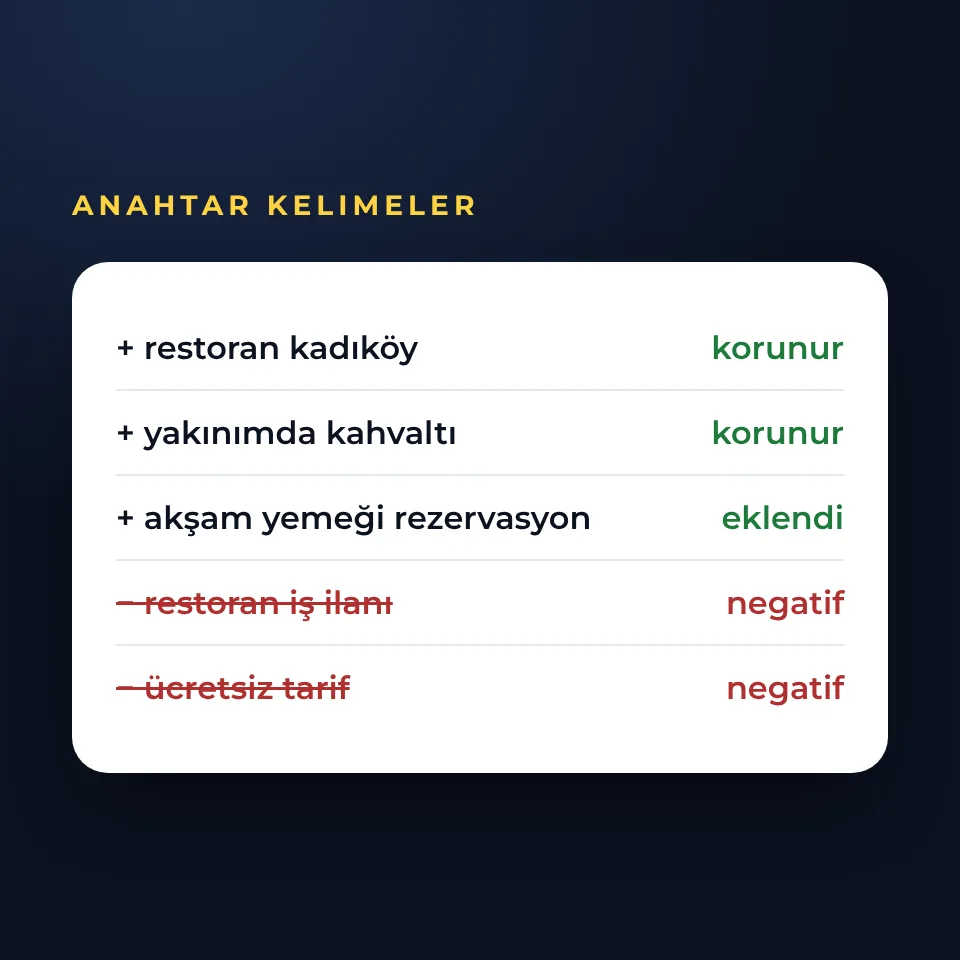 ANAHTAR KELIMELER
+ restoran kadıköy korunur
+ yakınımda kahvaltı korunur
+ akşam yemeği rezervasyon eklendi
− restoran iş ilanı negatif
− ücretsiz tarif negatif